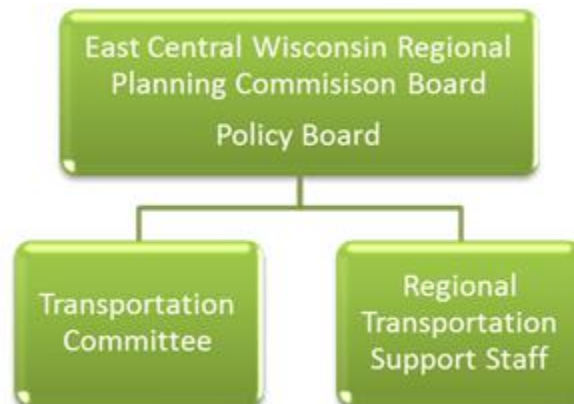 East Central Wisconsin Regional
Planning Commisison Board
Policy Board
Transportation
Committee
Regional
Transportation
Support Staff